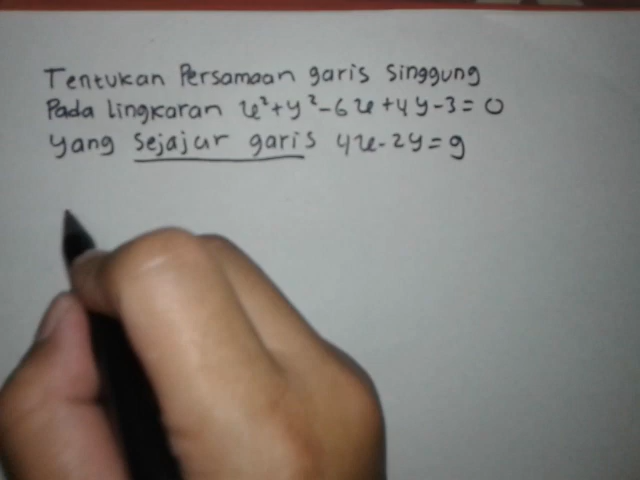 Tentukan Persamaan garis Singgung
Pada lingkaran x²+y²-6x+4y-3=0
yang Sejajar garis 4x-2y=9